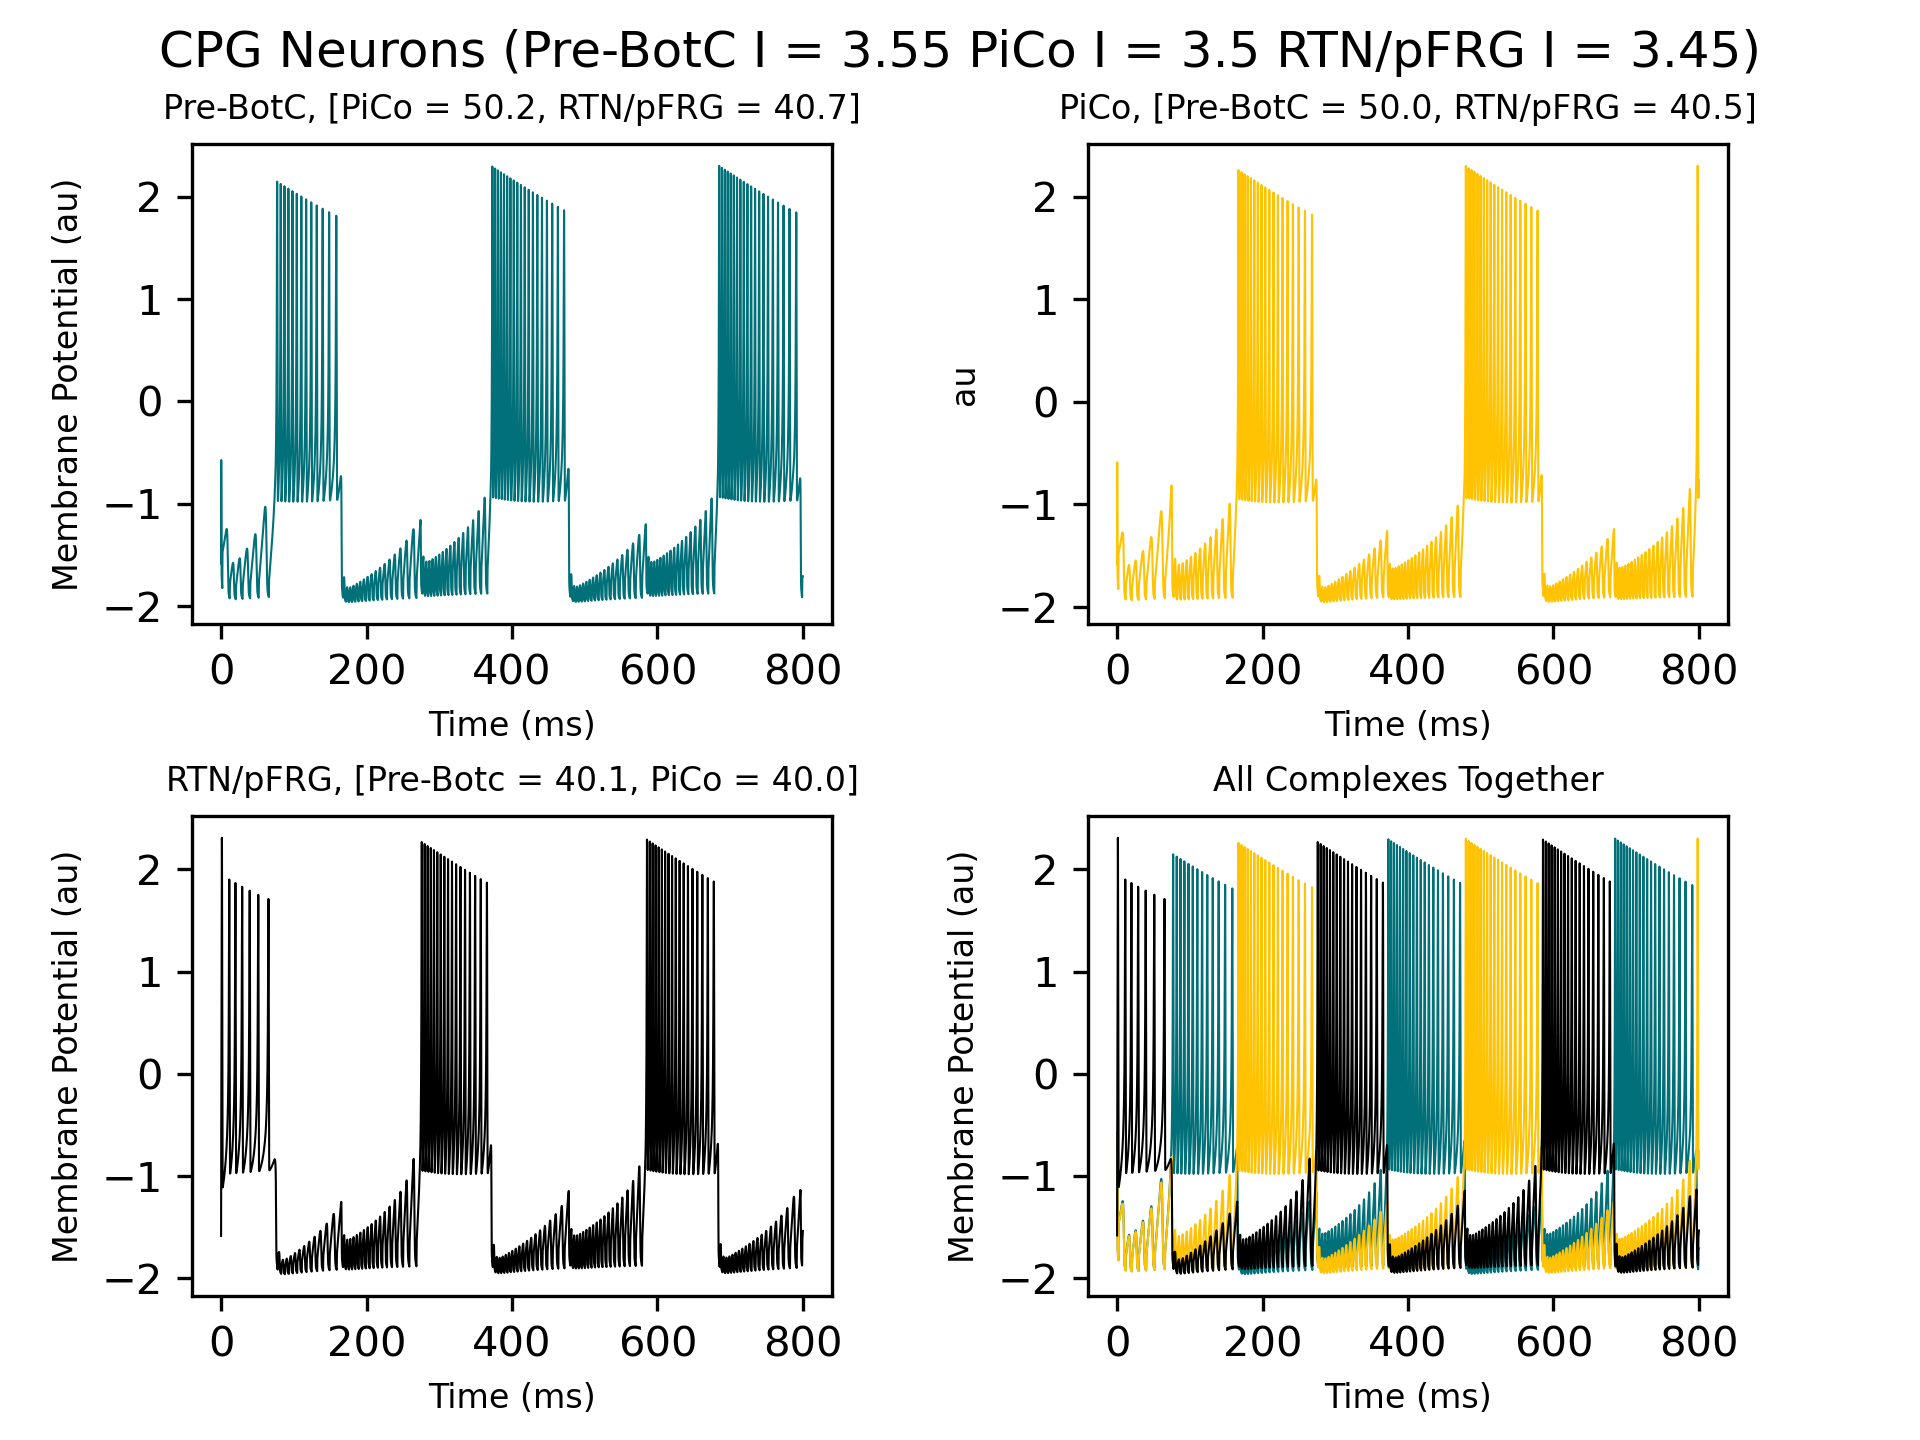 CPG Neurons (Pre-BotC I = 3.55 PiCo I = 3.5 RTN/pFRG I = 3.45)
Pre-BotC, [PiCo = 50.2, RTN/pFRG = 40.7]
Membrane Potential (au)
2
1
0
−1
−2
0 200 400 600 800
Time (ms)
PiCo, [Pre-BotC = 50.0, RTN/pFRG = 40.5]
au
2
1
0
−1
−2
0 200 400 600 800
Time (ms)
RTN/pFRG, [Pre-Botc = 40.1, PiCo = 40.0]
Membrane Potential (au)
2
1
0
−1
−2
0 200 400 600 800
Time (ms)
All Complexes Together
Membrane Potential (au)
2
1
0
−1
−2
0 200 400 600 800
Time (ms)